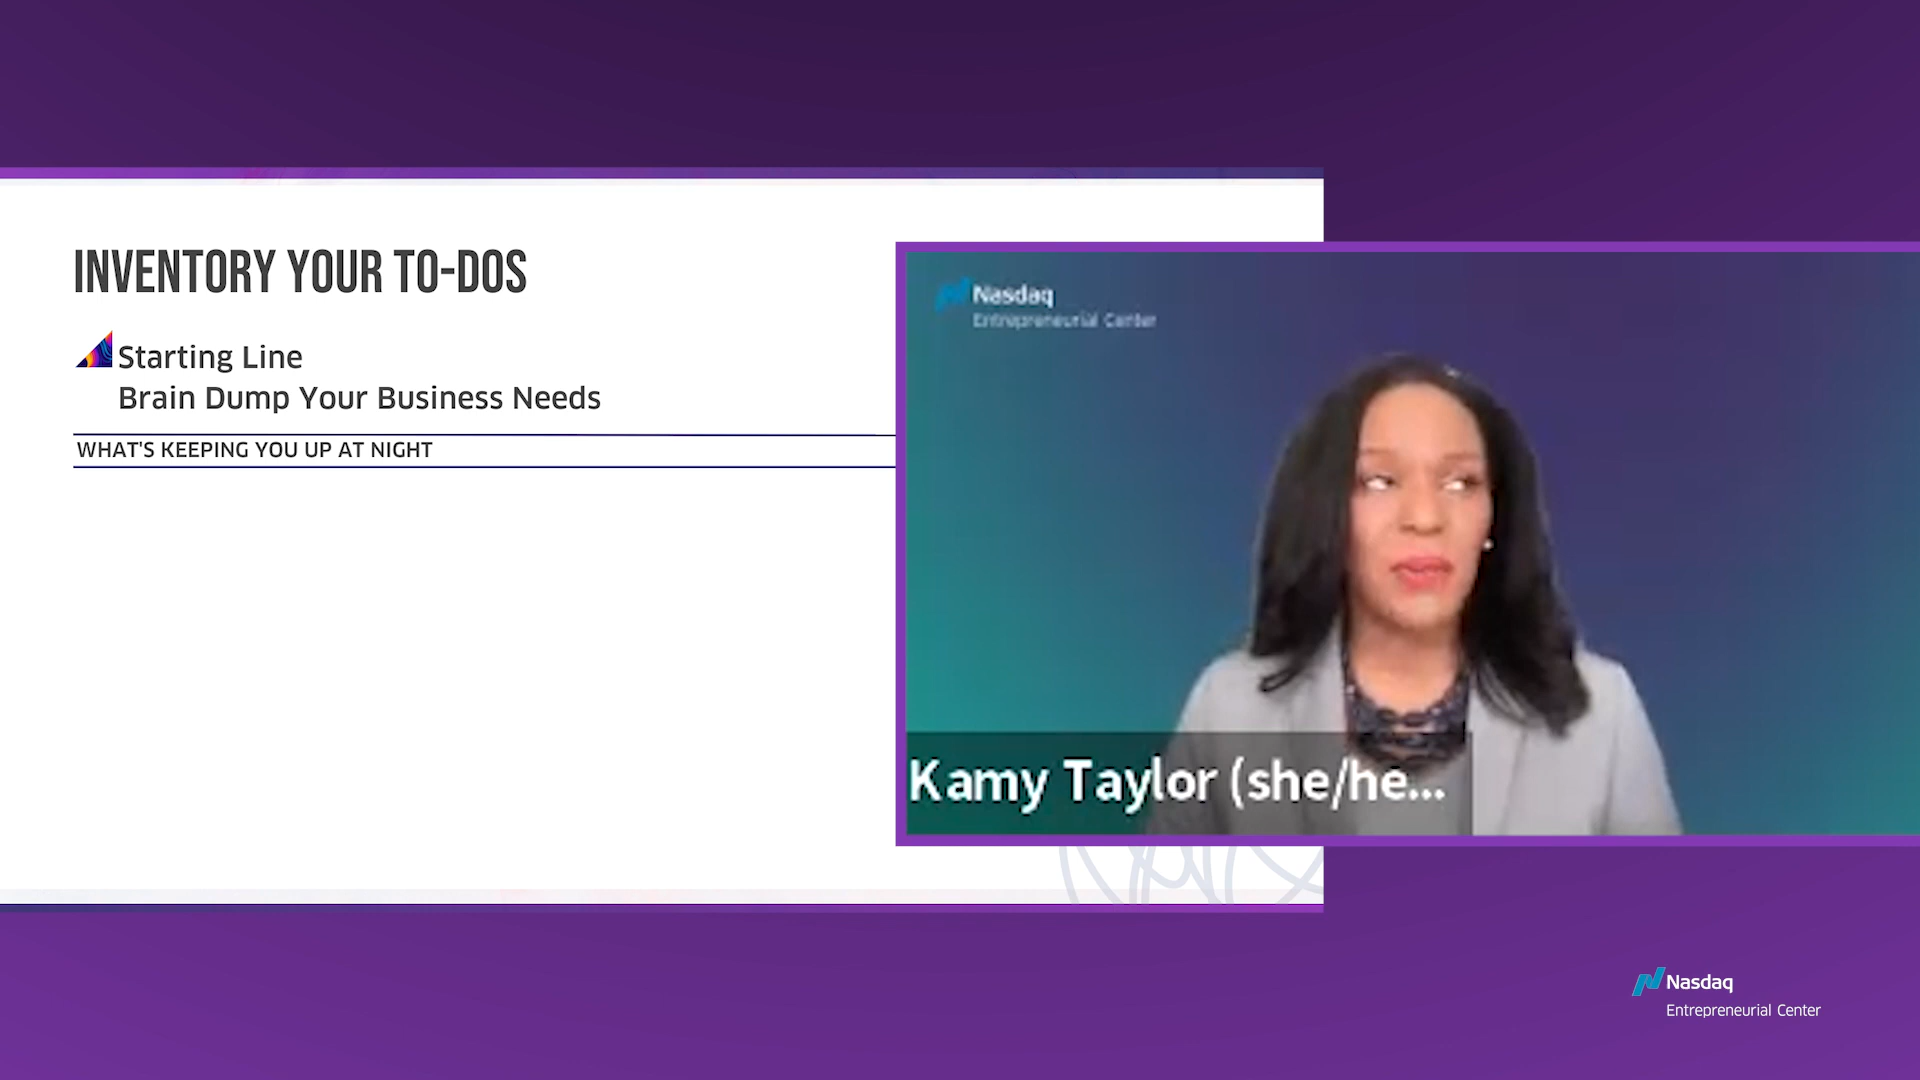 INVENTORY YOUR TO-DOS
Starting Line
Brain Dump Your Business Needs
WHAT'S KEEPING YOU UP AT NIGHT
Nasdaq
Entrepreneurial Center
Kamy Taylor (she/he...
Nasdaq
Entrepreneurial Center